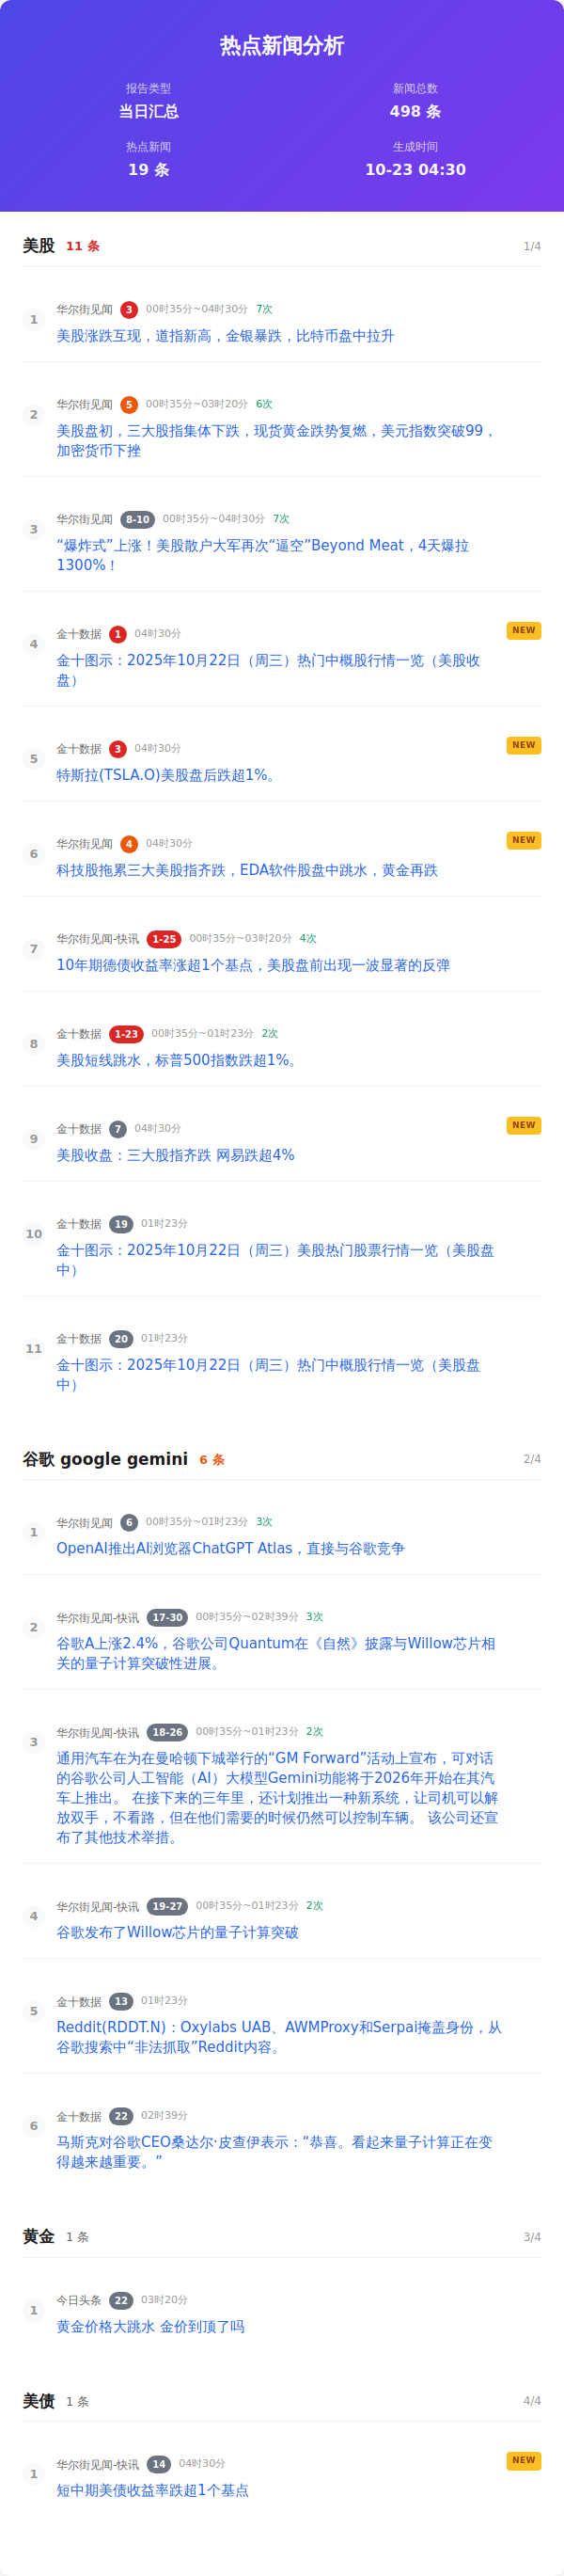 热点新闻分析
报告类型
当日汇总
新闻总数
498 条
热点新闻
19 条
生成时间
10-23 04:30
美股 11 条 1/4
1
华尔街见闻 3 00时35分~04时30分 7次
美股涨跌互现，道指新高，金银暴跌，比特币盘中拉升
2
华尔街见闻 5 00时35分~03时20分 6次
美股盘初，三大股指集体下跌，现货黄金跌势复燃，美元指数突破99，
加密货币下挫
3
华尔街见闻 8-10 00时35分~04时30分 7次
“爆炸式”上涨！美股散户大军再次“逼空”Beyond Meat，4天爆拉
1300%！
4
金十数据 1 04时30分 NEW
金十图示：2025年10月22日（周三）热门中概股行情一览（美股收
盘）
5
金十数据 3 04时30分 NEW
特斯拉(TSLA.O)美股盘后跌超1%。
6
华尔街见闻 4 04时30分 NEW
科技股拖累三大美股指齐跌，EDA软件股盘中跳水，黄金再跌
7
华尔街见闻-快讯 1-25 00时35分~03时20分 4次
10年期德债收益率涨超1个基点，美股盘前出现一波显著的反弹
8
金十数据 1-23 00时35分~01时23分 2次
美股短线跳水，标普500指数跌超1%。
9
金十数据 7 04时30分 NEW
美股收盘：三大股指齐跌 网易跌超4%
10
金十数据 19 01时23分
金十图示：2025年10月22日（周三）美股热门股票行情一览（美股盘
中）
11
金十数据 20 01时23分
金十图示：2025年10月22日（周三）热门中概股行情一览（美股盘
中）
谷歌 google gemini 6 条 2/4
1
华尔街见闻 6 00时35分~01时23分 3次
OpenAI推出AI浏览器ChatGPT Atlas，直接与谷歌竞争
2
华尔街见闻-快讯 17-30 00时35分~02时39分 3次
谷歌A上涨2.4%，谷歌公司Quantum在《自然》披露与Willow芯片相
关的量子计算突破性进展。
3
华尔街见闻-快讯 18-26 00时35分~01时23分 2次
通用汽车在为在曼哈顿下城举行的“GM Forward”活动上宣布，可对话
的谷歌公司人工智能（AI）大模型Gemini功能将于2026年开始在其汽
车上推出。 在接下来的三年里，还计划推出一种新系统，让司机可以解
放双手，不看路，但在他们需要的时候仍然可以控制车辆。 该公司还宣
布了其他技术举措。
4
华尔街见闻-快讯 19-27 00时35分~01时23分 2次
谷歌发布了Willow芯片的量子计算突破
5
金十数据 13 01时23分
Reddit(RDDT.N)：Oxylabs UAB、AWMProxy和Serpai掩盖身份，从
谷歌搜索中“非法抓取”Reddit内容。
6
金十数据 22 02时39分
马斯克对谷歌CEO桑达尔·皮查伊表示：“恭喜。看起来量子计算正在变
得越来越重要。”
黄金 1 条 3/4
1
今日头条 22 03时20分
黄金价格大跳水 金价到顶了吗
美债 1 条 4/4
1
华尔街见闻-快讯 14 04时30分 NEW
短中期美债收益率跌超1个基点